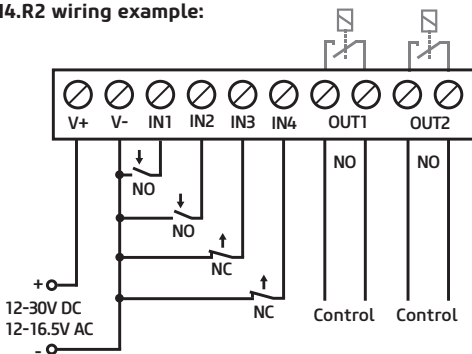 I4.R2 wiring example:
V+ V- IN1 IN2 IN3 IN4 OUT1 OUT2
NO NO
NO
NO
NC
NC
+
12-30V DC
12-16.5V AC
-
Control Control